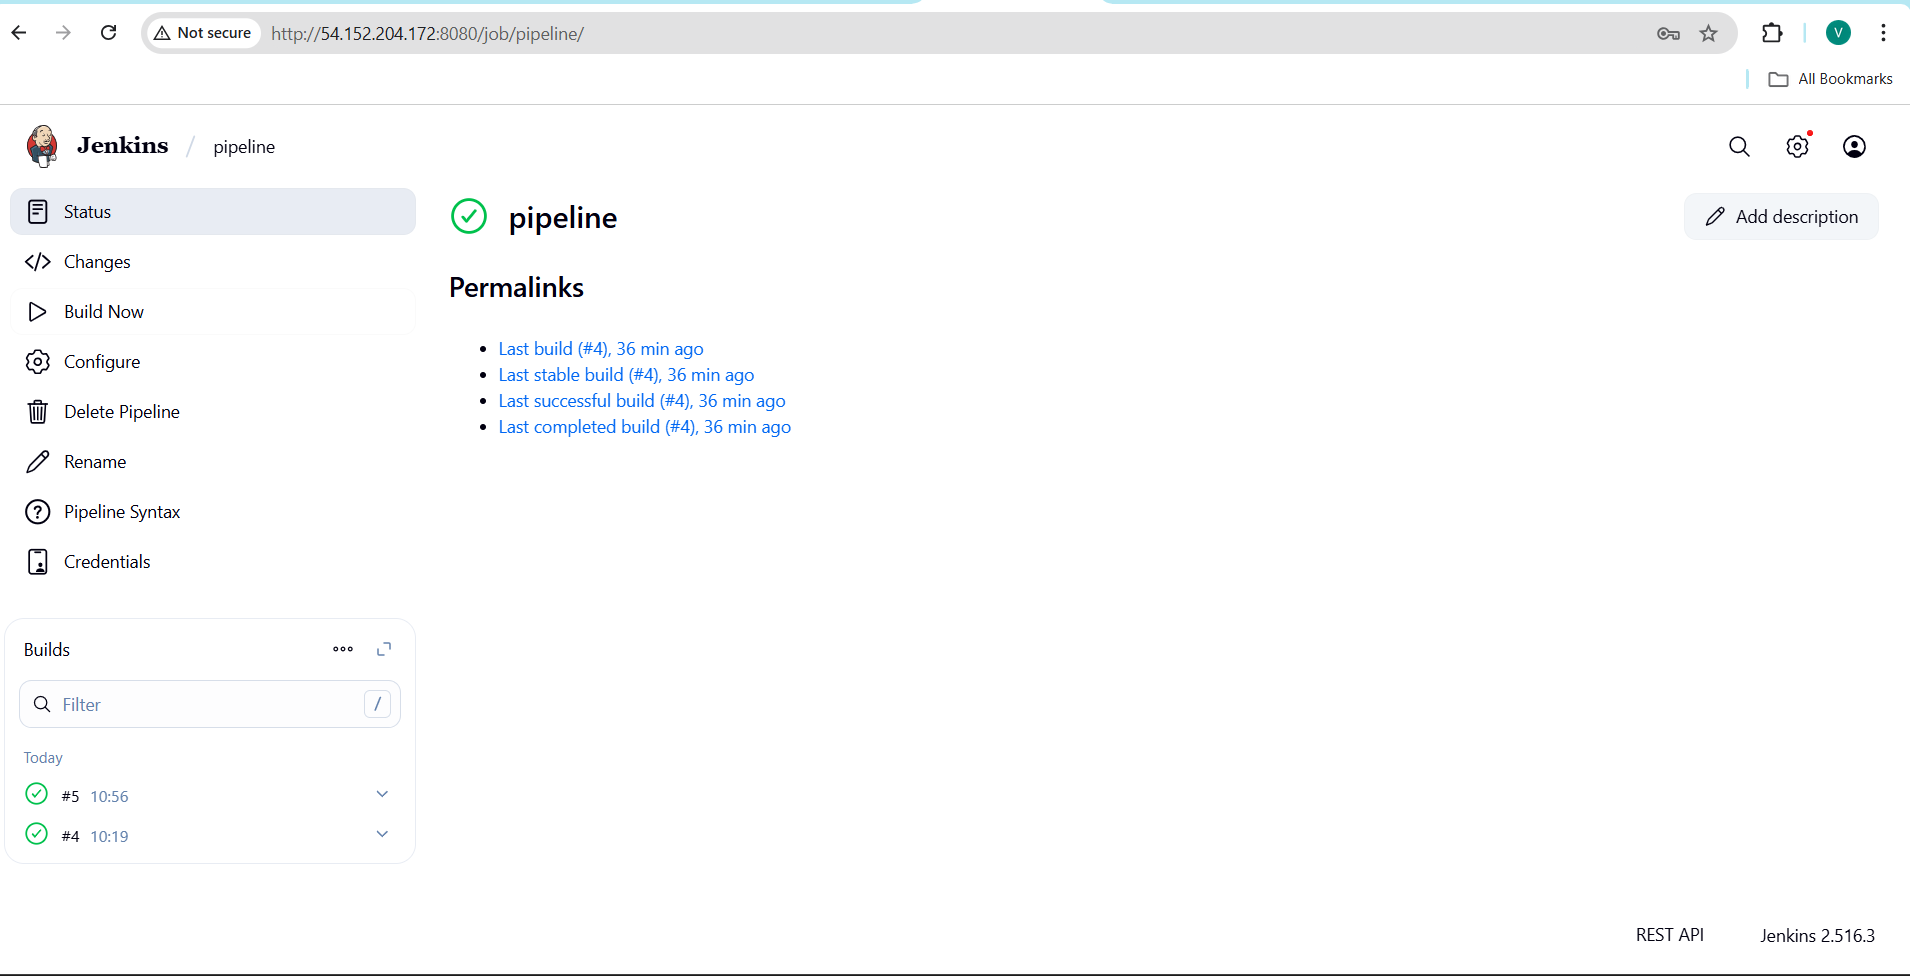 Not secure http://54.152.204.172:8080/job/pipeline/
V
All Bookmarks
Jenkins / pipeline
Status
Changes
Build Now
Configure
Delete Pipeline
Rename
Pipeline Syntax
Credentials
pipeline
Add description
Permalinks
Last build (#4), 36 min ago
Last stable build (#4), 36 min ago
Last successful build (#4), 36 min ago
Last completed build (#4), 36 min ago
Builds
Filter /
Today
#5 10:56
#4 10:19
REST API Jenkins 2.516.3